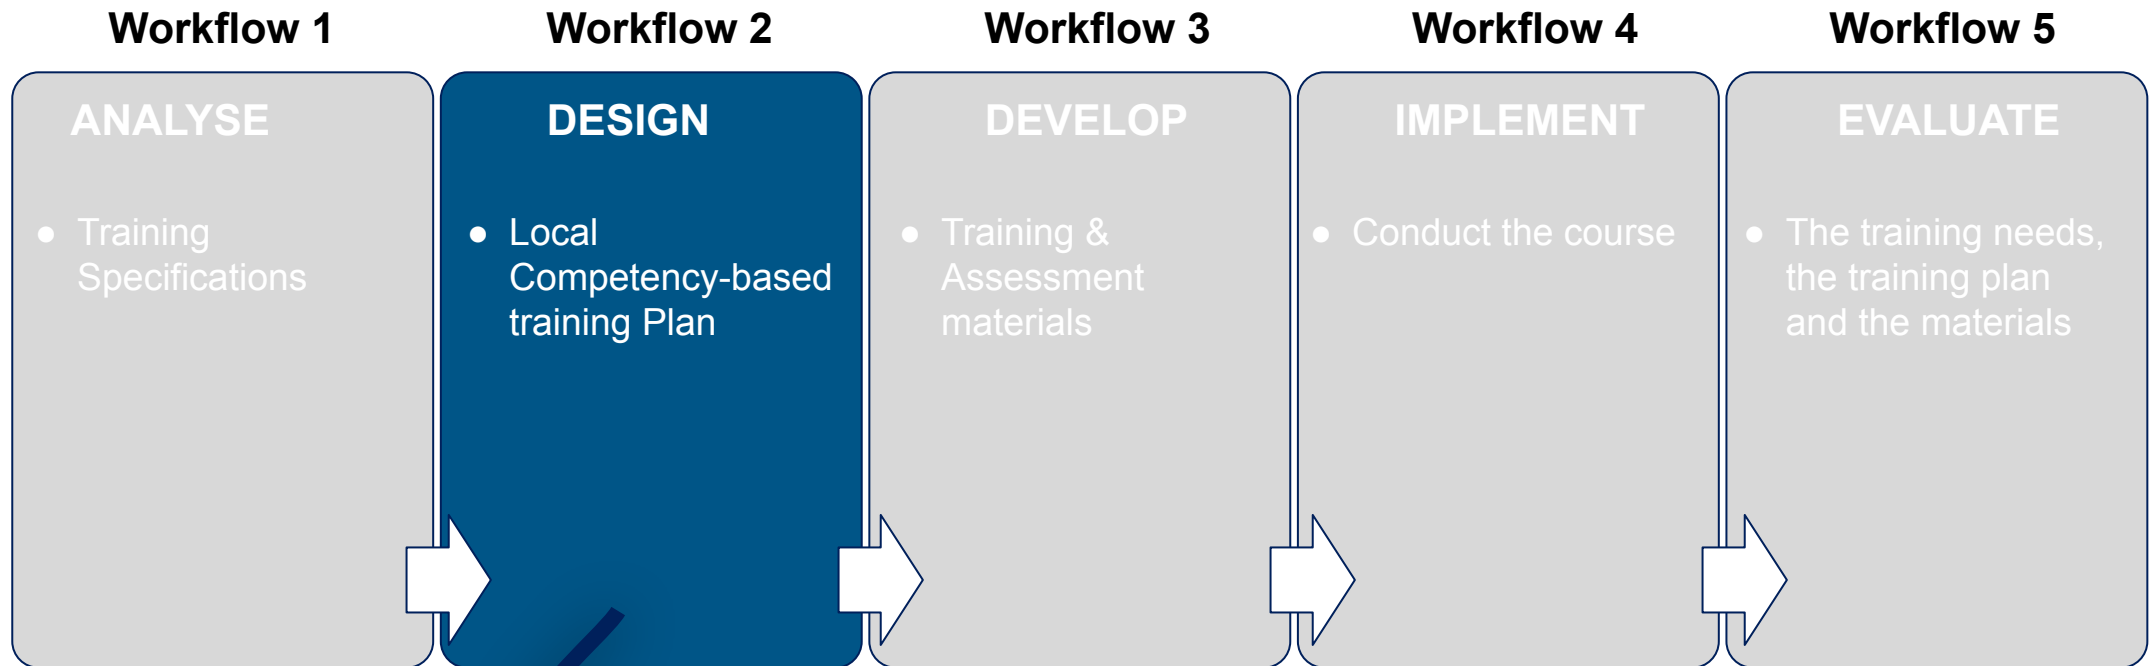 Workflow 1
Workflow 2
Workflow 3
Workflow 4
Workflow 5
ANALYSE
● Training
Specifications
DESIGN
● Local
Competency-based
training Plan
DEVELOP
● Training &
Assessment
materials
IMPLEMENT
● Conduct the course
EVALUATE
● The training needs,
the training plan
and the materials